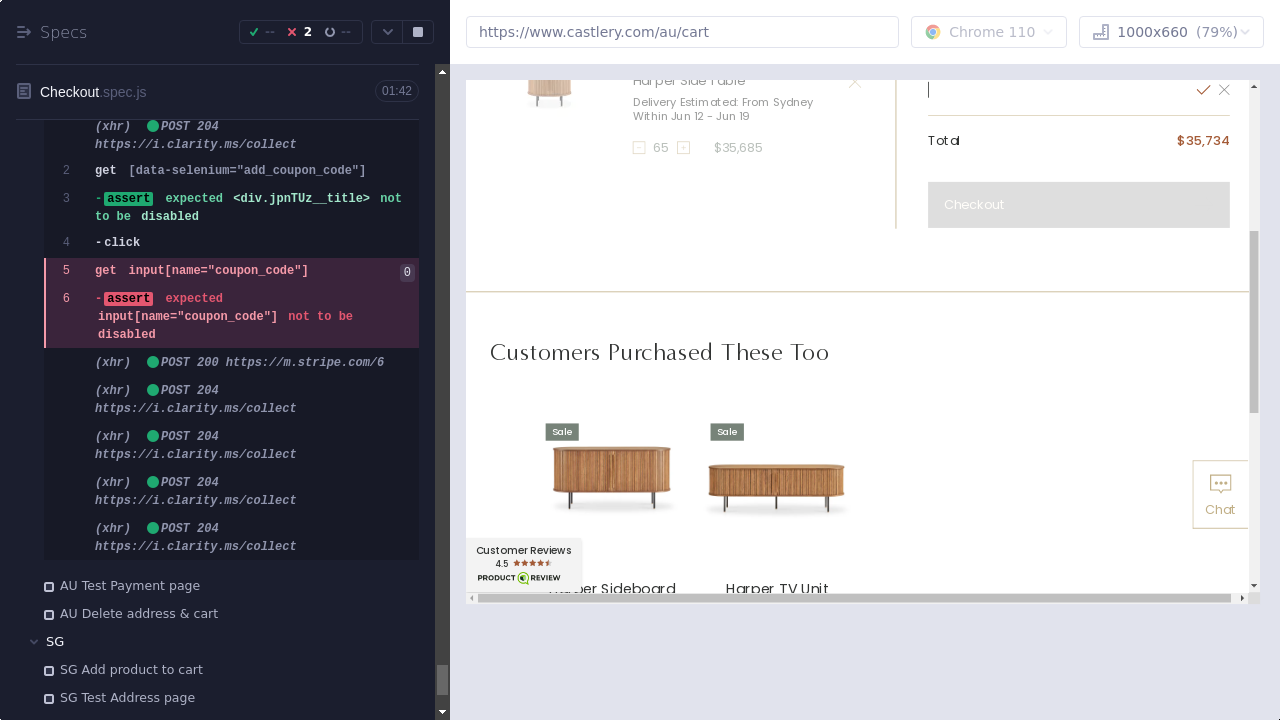 Specs
-- 2 --
Checkout.spec.js
01:42
(xhr) POST 204
https://i.clarity.ms/collect
2 get [data-selenium="add_coupon_code"]
3 -assert expected <div.jpnTUz__title> not
to be disabled
4 -click
5 get input[name="coupon_code"] 0
6 -assert expected
input[name="coupon_code"] not to be
disabled
(xhr) POST 200 https://m.stripe.com/6
(xhr) POST 204
https://i.clarity.ms/collect
(xhr) POST 204
https://i.clarity.ms/collect
(xhr) POST 204
https://i.clarity.ms/collect
(xhr) POST 204
https://i.clarity.ms/collect
AU Test Payment page
AU Delete address & cart
SG
SG Add product to cart
SG Test Address page
https://www.castlery.com/au/cart
Chrome 110
1000x660 (79%)
Harper Side Table
Delivery Estimated: From Sydney
Within Jun 12 - Jun 19
65 $35,685
Total $35,734
Checkout
Customers Purchased These Too
Sale
Sale
Chat
Customer Reviews
4.5
PRODUCT REVIEW
Harper Sideboard
Harper TV Unit